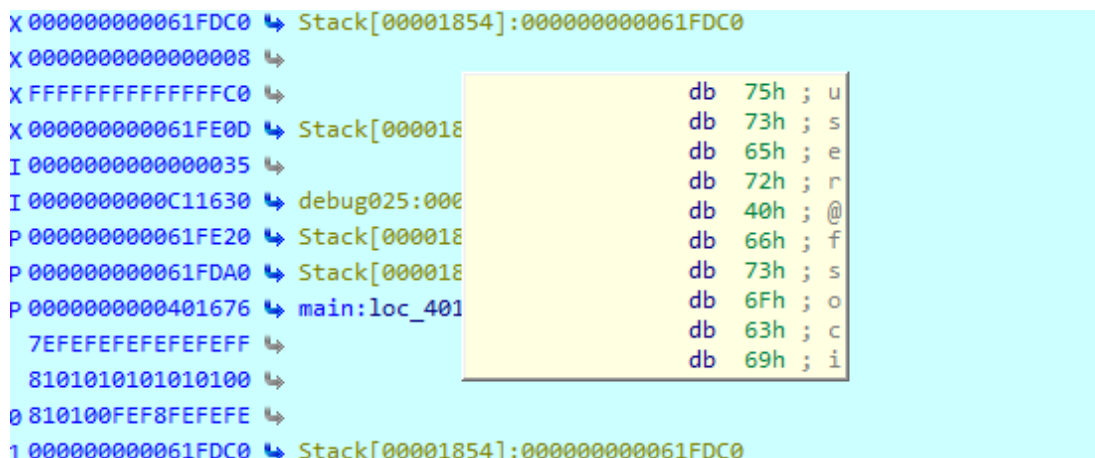 X 000000000061FDC0 ↳ Stack[00001854]:000000000061FDC0
X 0000000000000008 ↳
X FFFFFFFFFFFFFFC0 ↳
X 000000000061FE0D ↳ Stack[000018
I 0000000000000035 ↳
I 0000000000C11630 ↳ debug025:000
P 000000000061FE20 ↳ Stack[000018
P 000000000061FDA0 ↳ Stack[000018
P 0000000000401676 ↳ main:loc_401
7EFEFEFEFEFEFEFF ↳
8101010101010100 ↳
0 810100FEF8FEFEFE ↳
1 000000000061FDC0 ↳ Stack[00001854]:000000000061FDC0
db 75h ; u
db 73h ; s
db 65h ; e
db 72h ; r
db 40h ; @
db 66h ; f
db 73h ; s
db 6Fh ; o
db 63h ; c
db 69h ; i